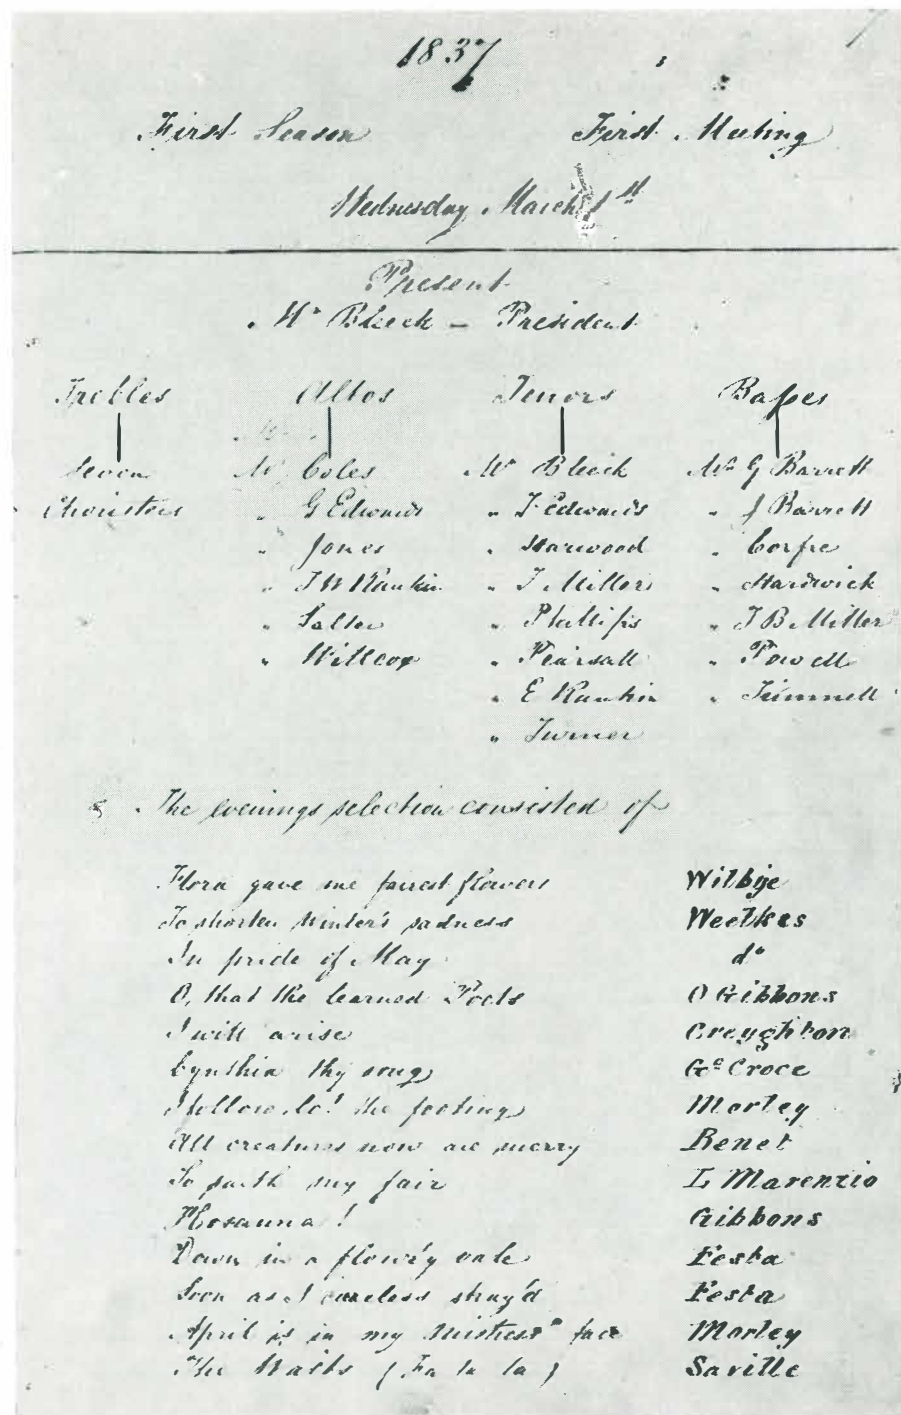 1837
First Season First Meeting
Wednesday March 1st
Present
Mr Bleeck – President
Trebles Altos Tenors Basses
Seven Mr Coles Mr Bleeck Mr G Barrett
Choristers " G Edwards " T Edwards " J Barrett
" Jones " Harwood " Corfe
" T W Rankin " T Miller " Hardwick
" Salter " Phillips " T B Miller
" Willcox " Pearsall " Powell
" E Rankin " Trimnell
" Turner
The evenings selection consisted of
Flora gave me fairest flowers Wilbye
To shorten Winter's sadness Weelkes
In pride of May do
O, that the learned Poets O Gibbons
I will arise Creyghton
Cynthia thy song Ge Croce
Hollow, lo! the footing Morley
All creatures now are merry Benet
So saith my fair L Marenzio
Hosanna! Gibbons
Down in a flow'ry vale Festa
Soon as I careless stray'd Festa
April is in my Mistress' face Morley
The Waits (Fa la la) Saville